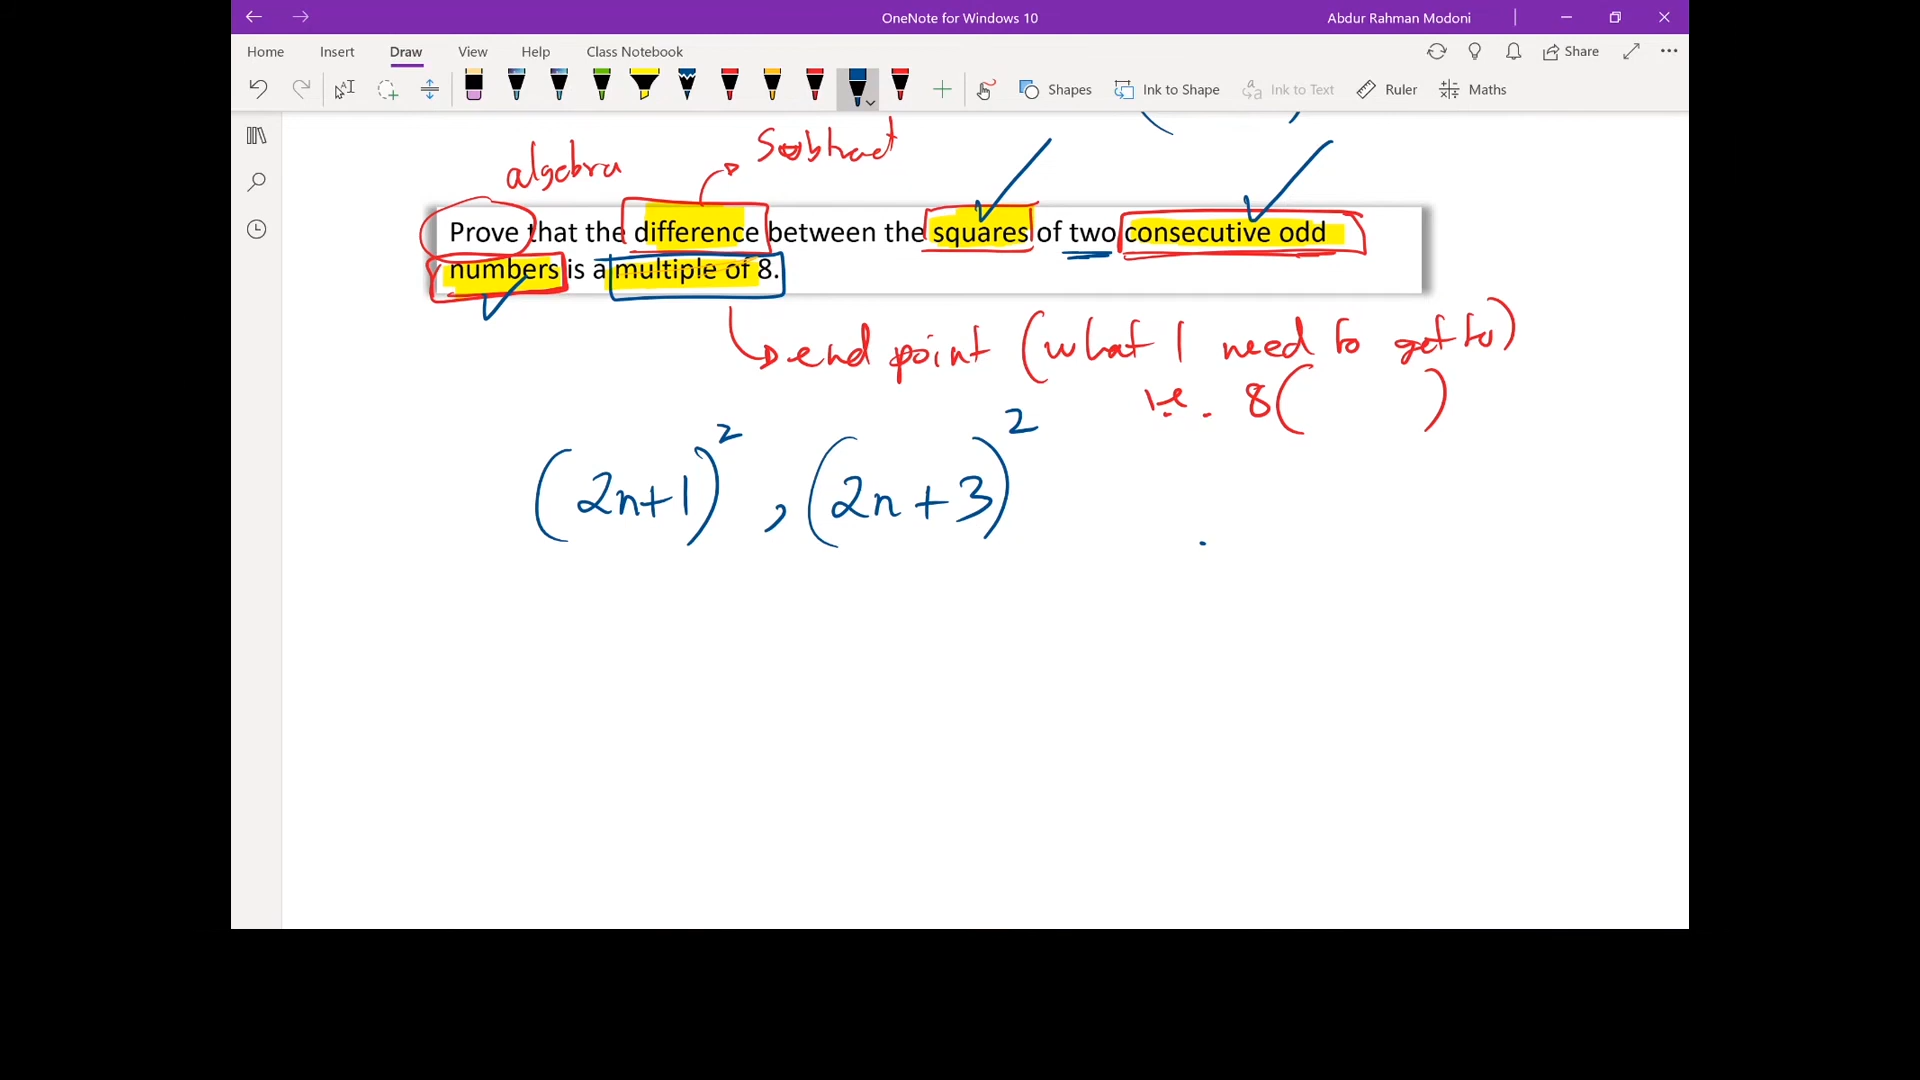 OneNote for Windows 10
Abdur Rahman Modoni
Home Insert Draw View Help Class Notebook
Share
Shapes Ink to Shape Ink to Text Ruler Maths
algebra
Subtract
Prove that the difference between the squares of two consecutive odd
numbers is a multiple of 8.
end point (what I need to get to)
i.e. 8( )
(2n+1)², (2n+3)²